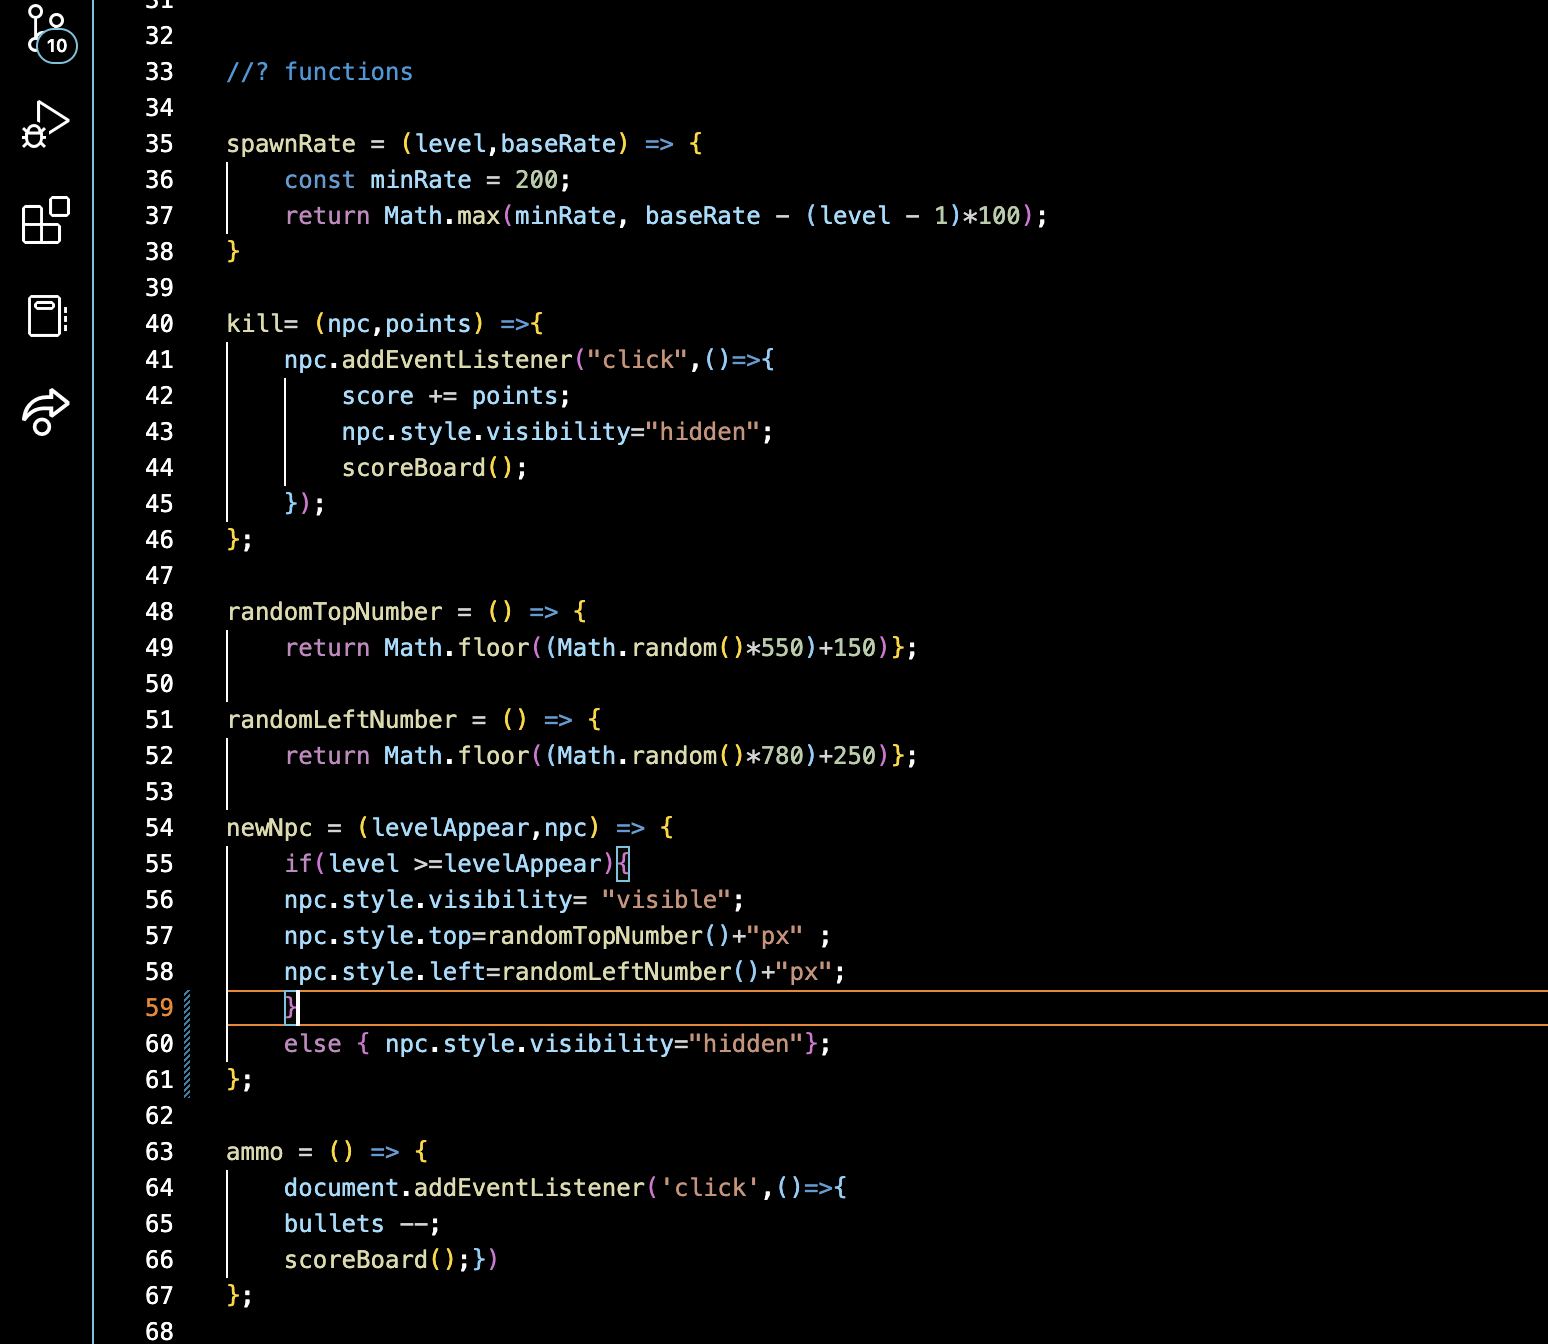 31
10
32
33 //? functions
34
35 spawnRate = (level,baseRate) => {
36 const minRate = 200;
37 return Math.max(minRate, baseRate - (level - 1)*100);
38 }
39
40 kill= (npc,points) =>{
41 npc.addEventListener("click",()=>{
42 score += points;
43 npc.style.visibility="hidden";
44 scoreBoard();
45 });
46 };
47
48 randomTopNumber = () => {
49 return Math.floor((Math.random()*550)+150)};
50
51 randomLeftNumber = () => {
52 return Math.floor((Math.random()*780)+250)};
53
54 newNpc = (levelAppear,npc) => {
55 if(level >=levelAppear){
56 npc.style.visibility= "visible";
57 npc.style.top=randomTopNumber()+"px" ;
58 npc.style.left=randomLeftNumber()+"px";
59 }
60 else { npc.style.visibility="hidden"};
61 };
62
63 ammo = () => {
64 document.addEventListener('click',()=>{
65 bullets --;
66 scoreBoard();})
67 };
68